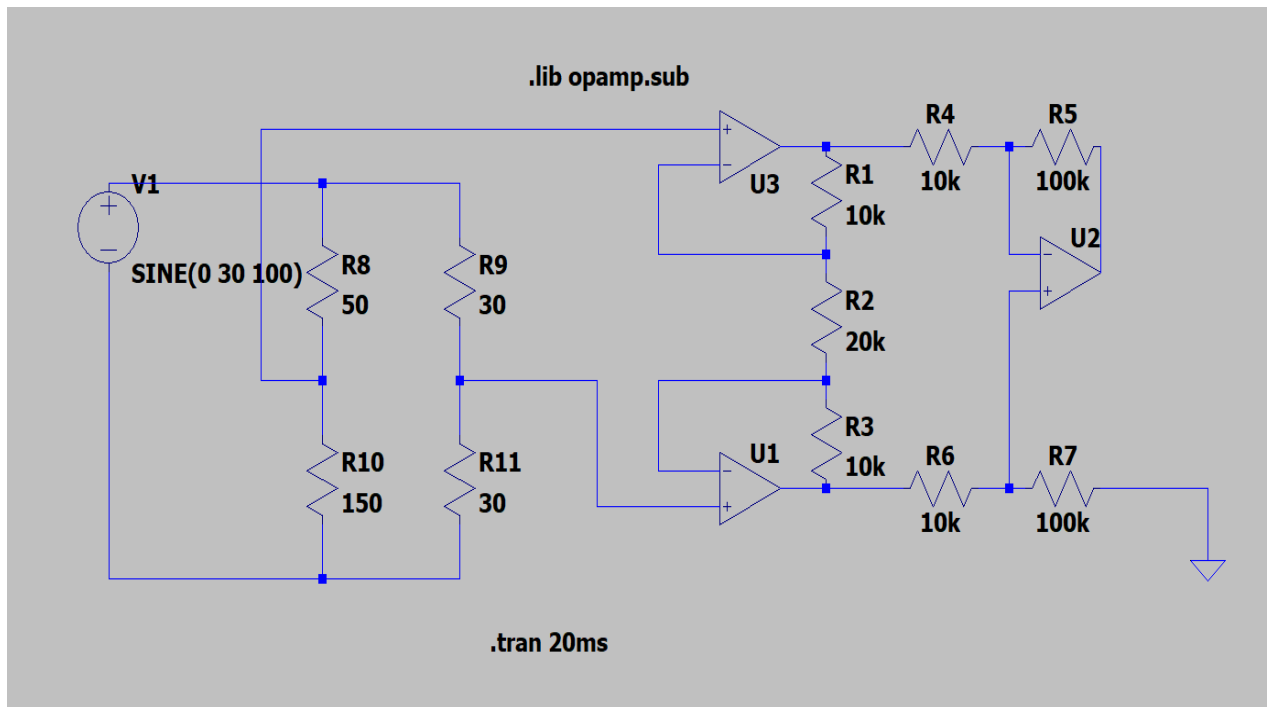 .lib opamp.sub
V1
SINE(0 30 100)
R8
50
R9
30
R10
150
R11
30
U3
R1
10k
R2
20k
R3
10k
U1
R4
10k
R5
100k
U2
R6
10k
R7
100k
.tran 20ms